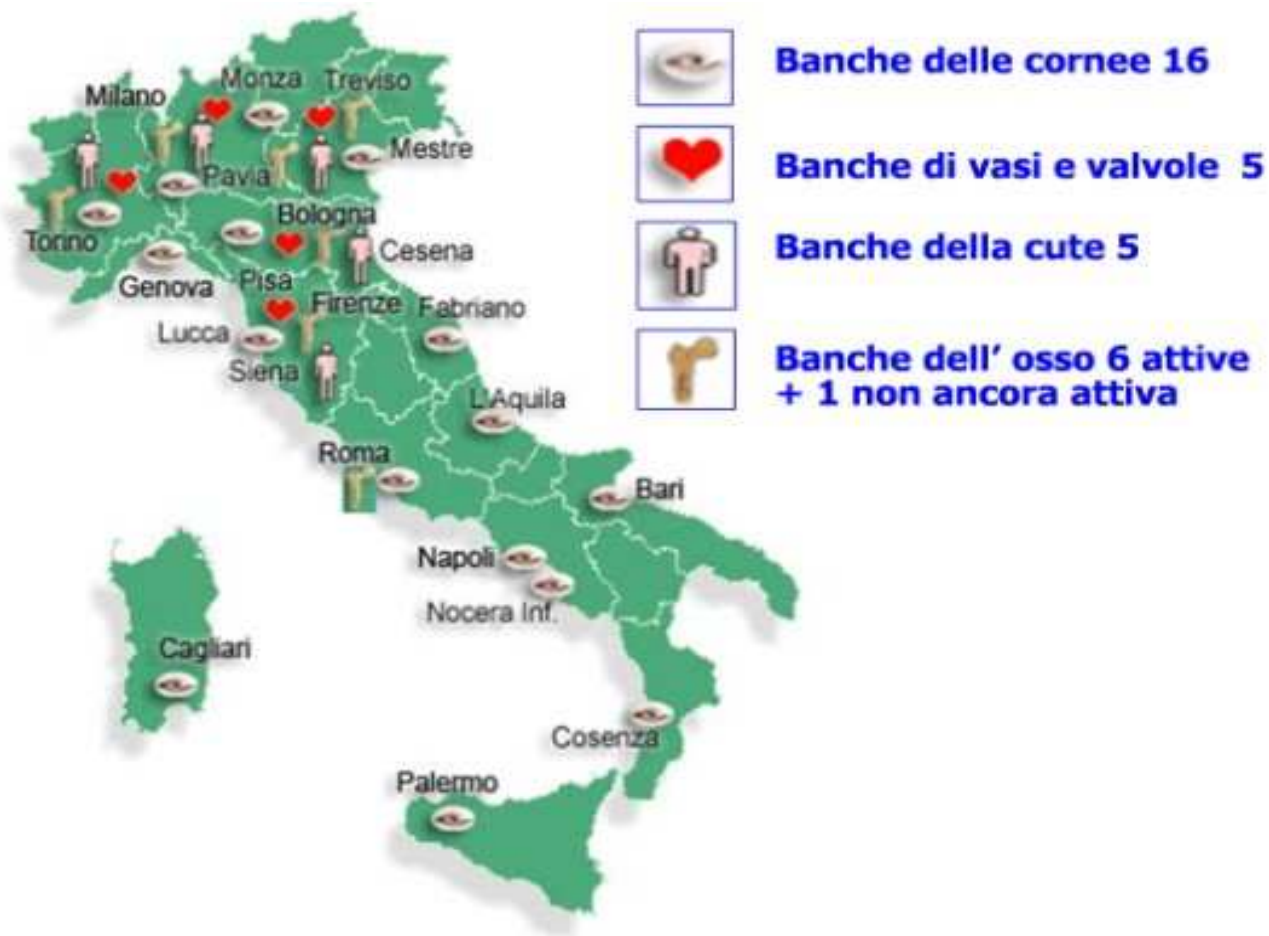 Monza
Treviso
Milano
Mestre
Pavia
Torino
Bologna
Cesena
Genova
Pisa
Firenze
Fabriano
Lucca
Siena
L'Aquila
Roma
Bari
Napoli
Nocera Inf.
Cagliari
Cosenza
Palermo
Banche delle cornee 16
Banche di vasi e valvole 5
Banche della cute 5
Banche dell' osso 6 attive
+ 1 non ancora attiva